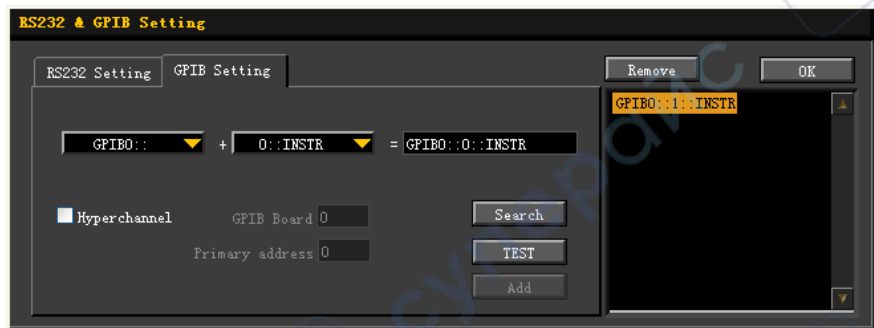 RS232 & GPIB Setting
RS232 Setting GPIB Setting
Remove OK
GPIB0::1::INSTR
GPIB0:: + 0::INSTR = GPIB0::0::INSTR
Hyperchannel GPIB Board 0 Search
Primary address 0 TEST
Add
суперайс